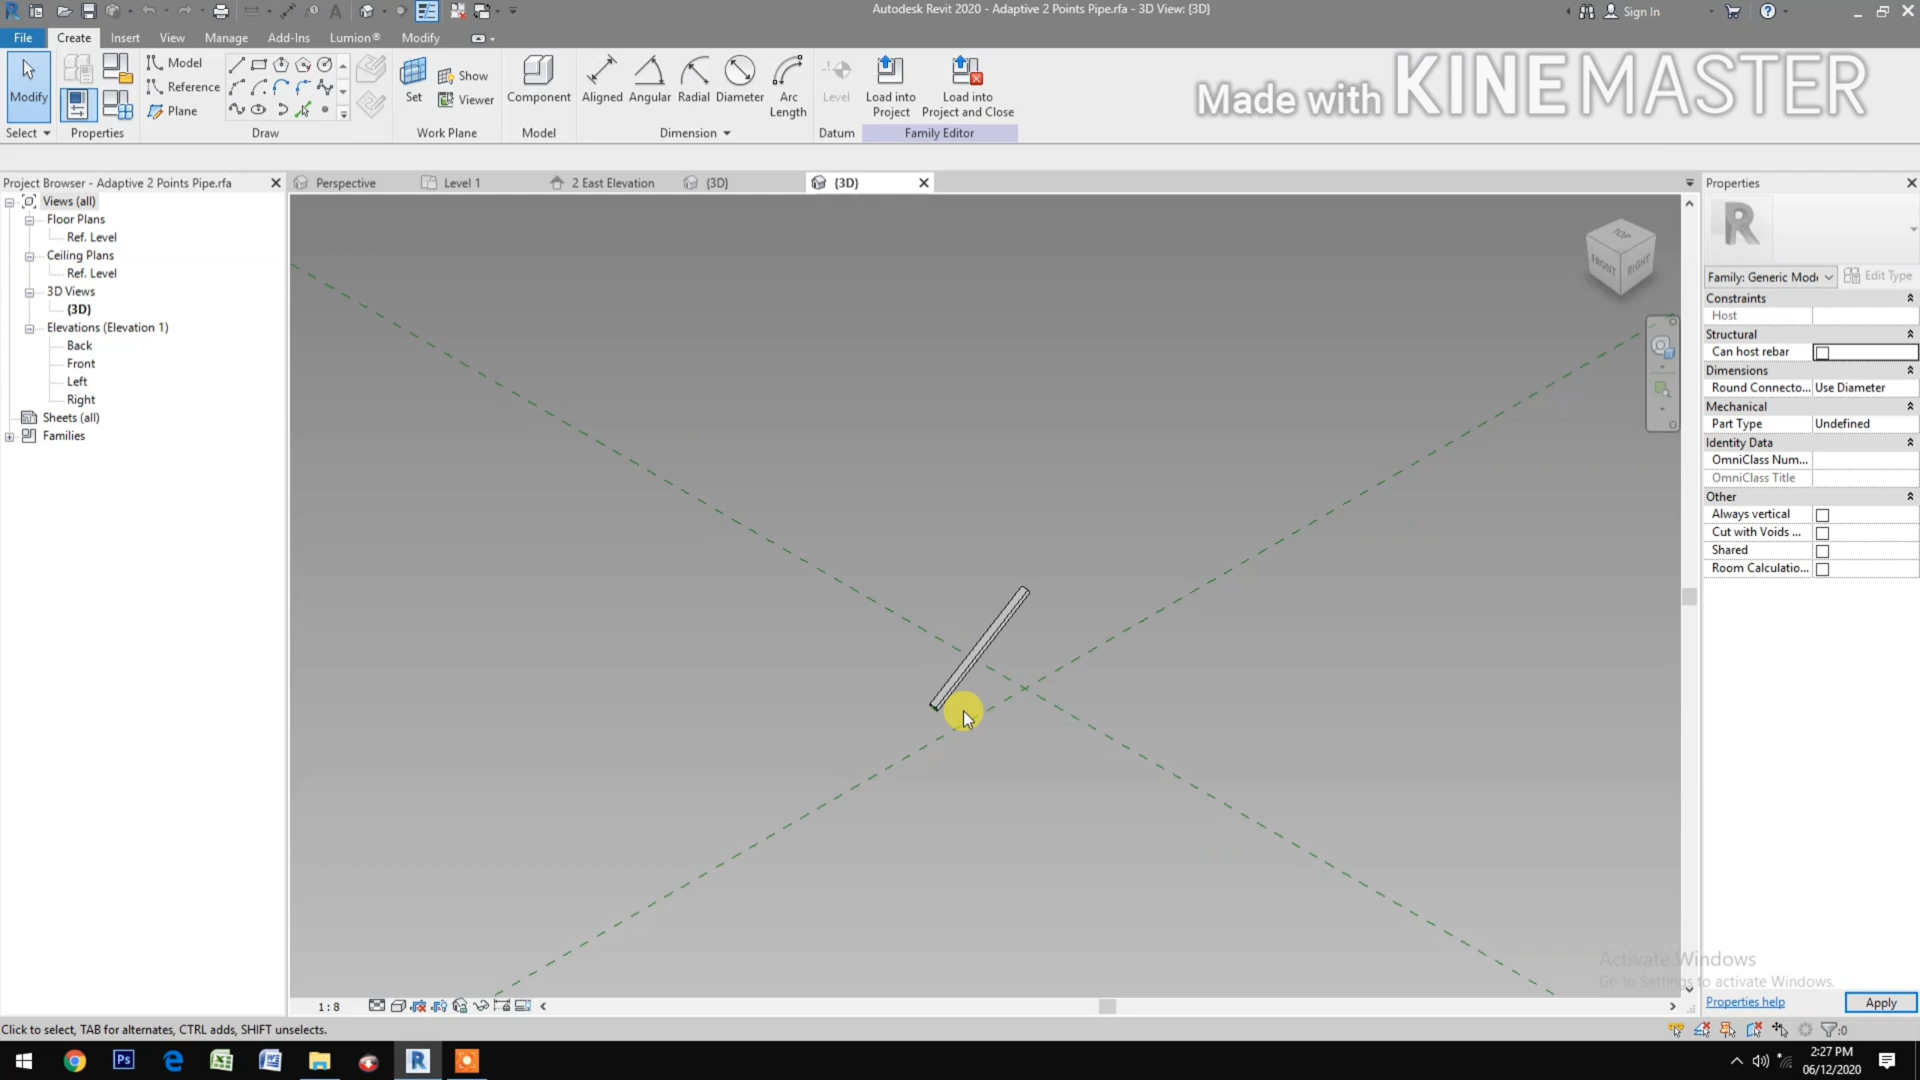 Autodesk Revit 2020 - Adaptive 2 Points Pipe.rfa - 3D View: {3D}
Sign In
File Create Insert View Manage Add-Ins Lumion® Modify
Modify
Select
Properties
Model
Reference
Plane
Draw
Set
Show
Viewer
Work Plane
Component
Model
Aligned Angular Radial Diameter Arc Length
Dimension
Level
Datum
Load into Project
Load into Project and Close
Family Editor
Made with KINEMASTER
Project Browser - Adaptive 2 Points Pipe.rfa
Views (all)
Floor Plans
Ref. Level
Ceiling Plans
Ref. Level
3D Views
{3D}
Elevations (Elevation 1)
Back
Front
Left
Right
Sheets (all)
Families
Perspective
Level 1
2 East Elevation
{3D}
{3D}
TOP
FRONT
RIGHT
Properties
R
Family: Generic Mode
Edit Type
Constraints
Host
Structural
Can host rebar
Dimensions
Round Connecto... Use Diameter
Mechanical
Part Type Undefined
Identity Data
OmniClass Num...
OmniClass Title
Other
Always vertical
Cut with Voids ...
Shared
Room Calculatio...
Activate Windows
Go to Settings to activate Windows.
Properties help
Apply
1 : 8
Click to select, TAB for alternates, CTRL adds, SHIFT unselects.
:0
2:27 PM
06/12/2020